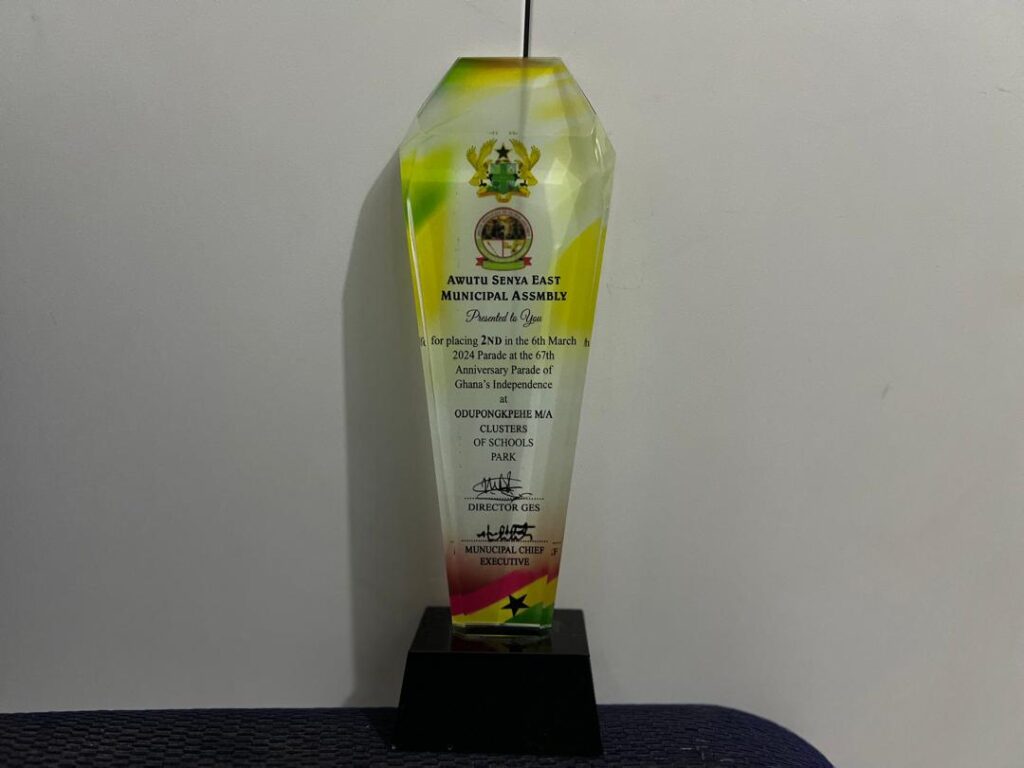 AWUTU SENYA EAST
MUNICIPAL ASSMBLY
Presented to You
for placing 2ND in the 6th March
2024 Parade at the 67th
Anniversary Parade of
Ghana's Independence
at
ODUPONGKPEHE M/A
CLUSTERS
OF SCHOOLS
PARK
DIRECTOR GES
MUNUCIPAL CHIEF
EXECUTIVE